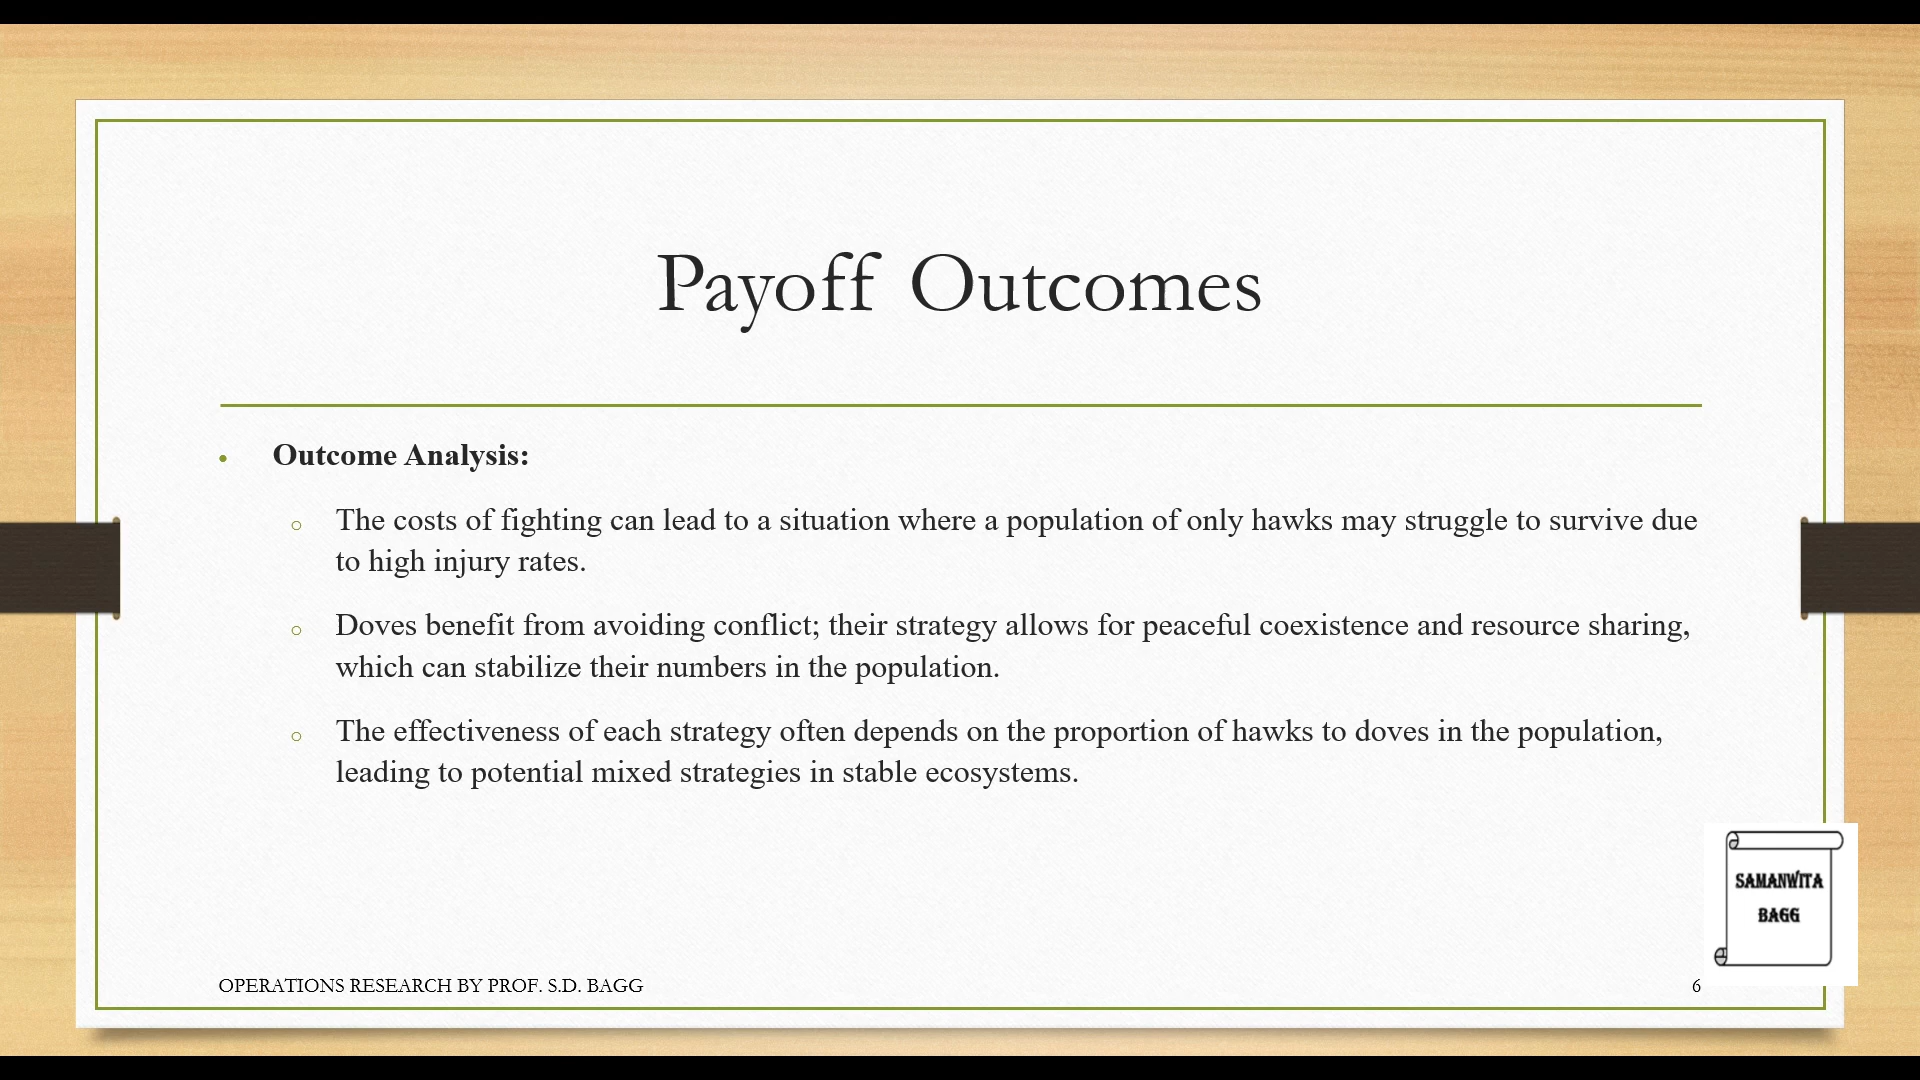 Payoff Outcomes
• Outcome Analysis:
○ The costs of fighting can lead to a situation where a population of only hawks may struggle to survive due
to high injury rates.
○ Doves benefit from avoiding conflict; their strategy allows for peaceful coexistence and resource sharing,
which can stabilize their numbers in the population.
○ The effectiveness of each strategy often depends on the proportion of hawks to doves in the population,
leading to potential mixed strategies in stable ecosystems.
SAMANWITA
BAGG
OPERATIONS RESEARCH BY PROF. S.D. BAGG
6